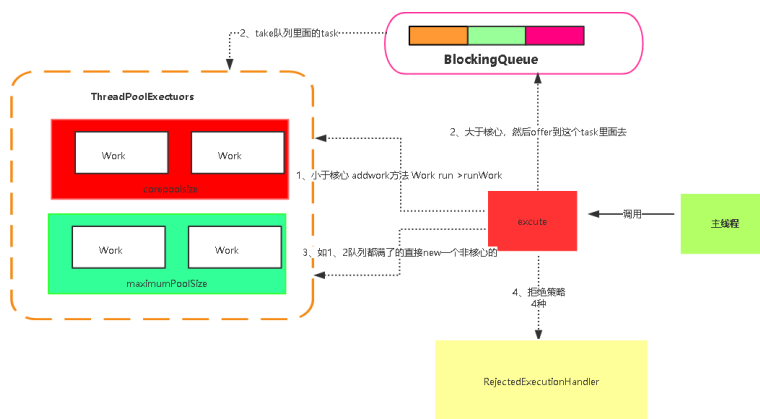 2、take队列里面的task
BlockingQueue
ThreadPoolExectuors
Work
Work
corepoolsize
2、大于核心，然后offer到这个task里面去
1、小于核心 addwork方法 Work run >runWork
excute
调用
主线程
Work
Work
maximumPoolSize
3、如1、2队列都满了的直接new一个非核心的
4、拒绝策略
4种
RejectedExecutionHandler